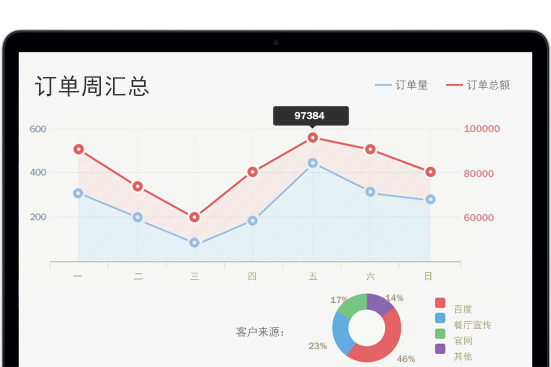 订单周汇总
订单量 订单总额
97384
600 100000
400 80000
200 60000
一 二 三 四 五 六 日
客户来源：
17% 14%
23% 46%
百度
餐厅宣传
官网
其他